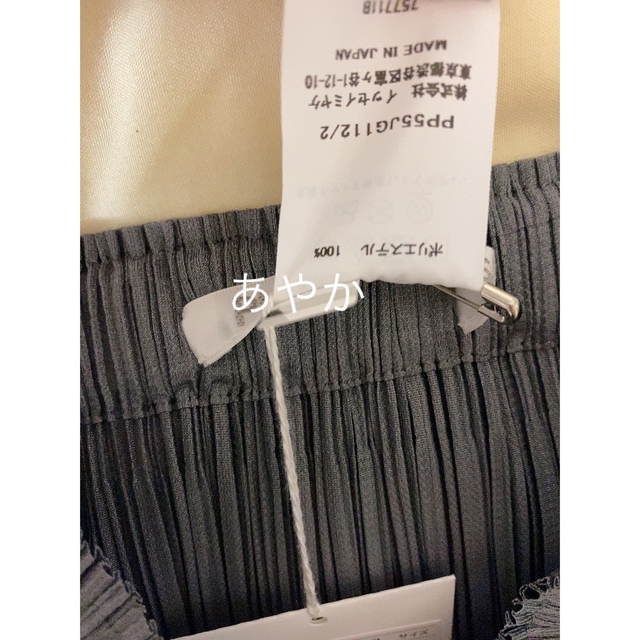 ポリエステル 100%
PP55JG112/2
株式会社 イッセイミヤケ
東京都渋谷区富ヶ谷1-12-10
MADE IN JAPAN
757711B
あやか